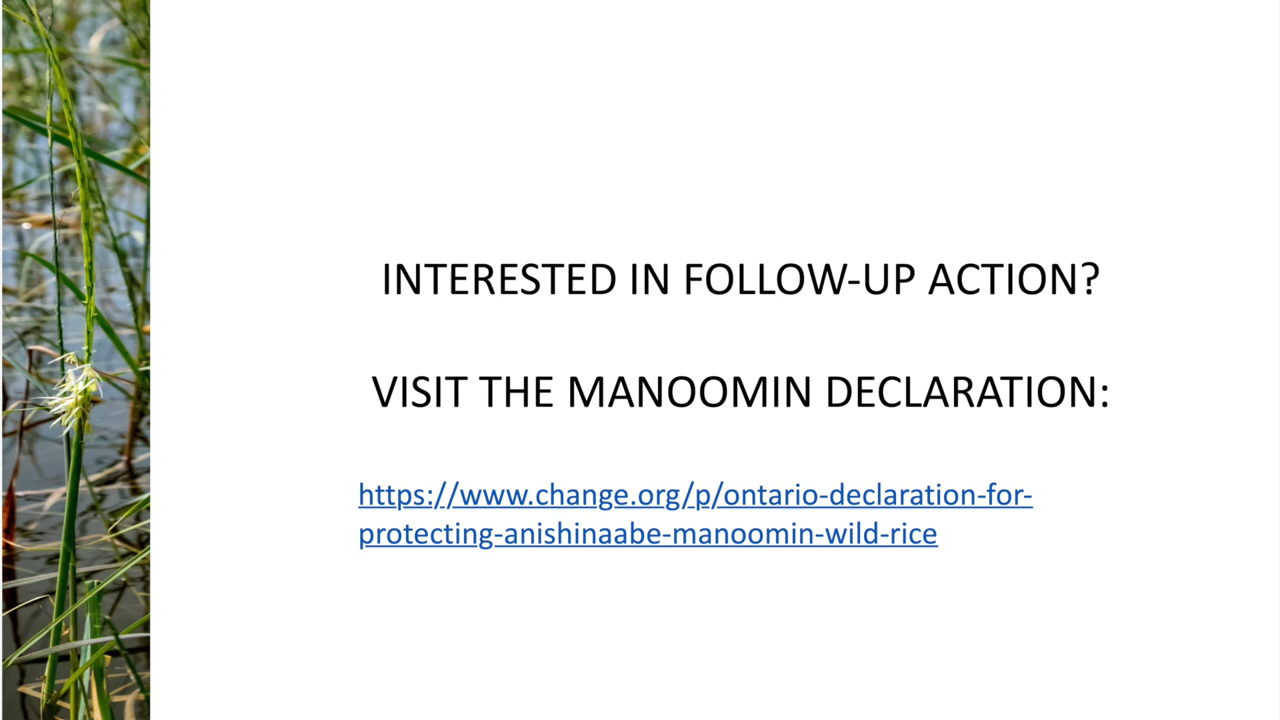 INTERESTED IN FOLLOW-UP ACTION?
VISIT THE MANOOMIN DECLARATION:
https://www.change.org/p/ontario-declaration-for-
protecting-anishinaabe-manoomin-wild-rice